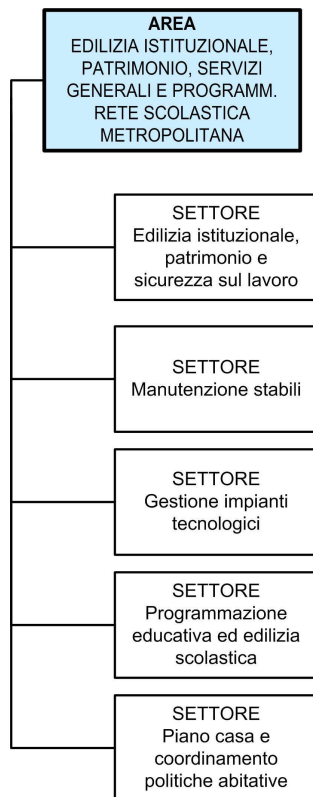 AREA
EDILIZIA ISTITUZIONALE,
PATRIMONIO, SERVIZI
GENERALI E PROGRAMM.
RETE SCOLASTICA
METROPOLITANA
SETTORE
Edilizia istituzionale,
patrimonio e
sicurezza sul lavoro
SETTORE
Manutenzione stabili
SETTORE
Gestione impianti
tecnologici
SETTORE
Programmazione
educativa ed edilizia
scolastica
SETTORE
Piano casa e
coordinamento
politiche abitative